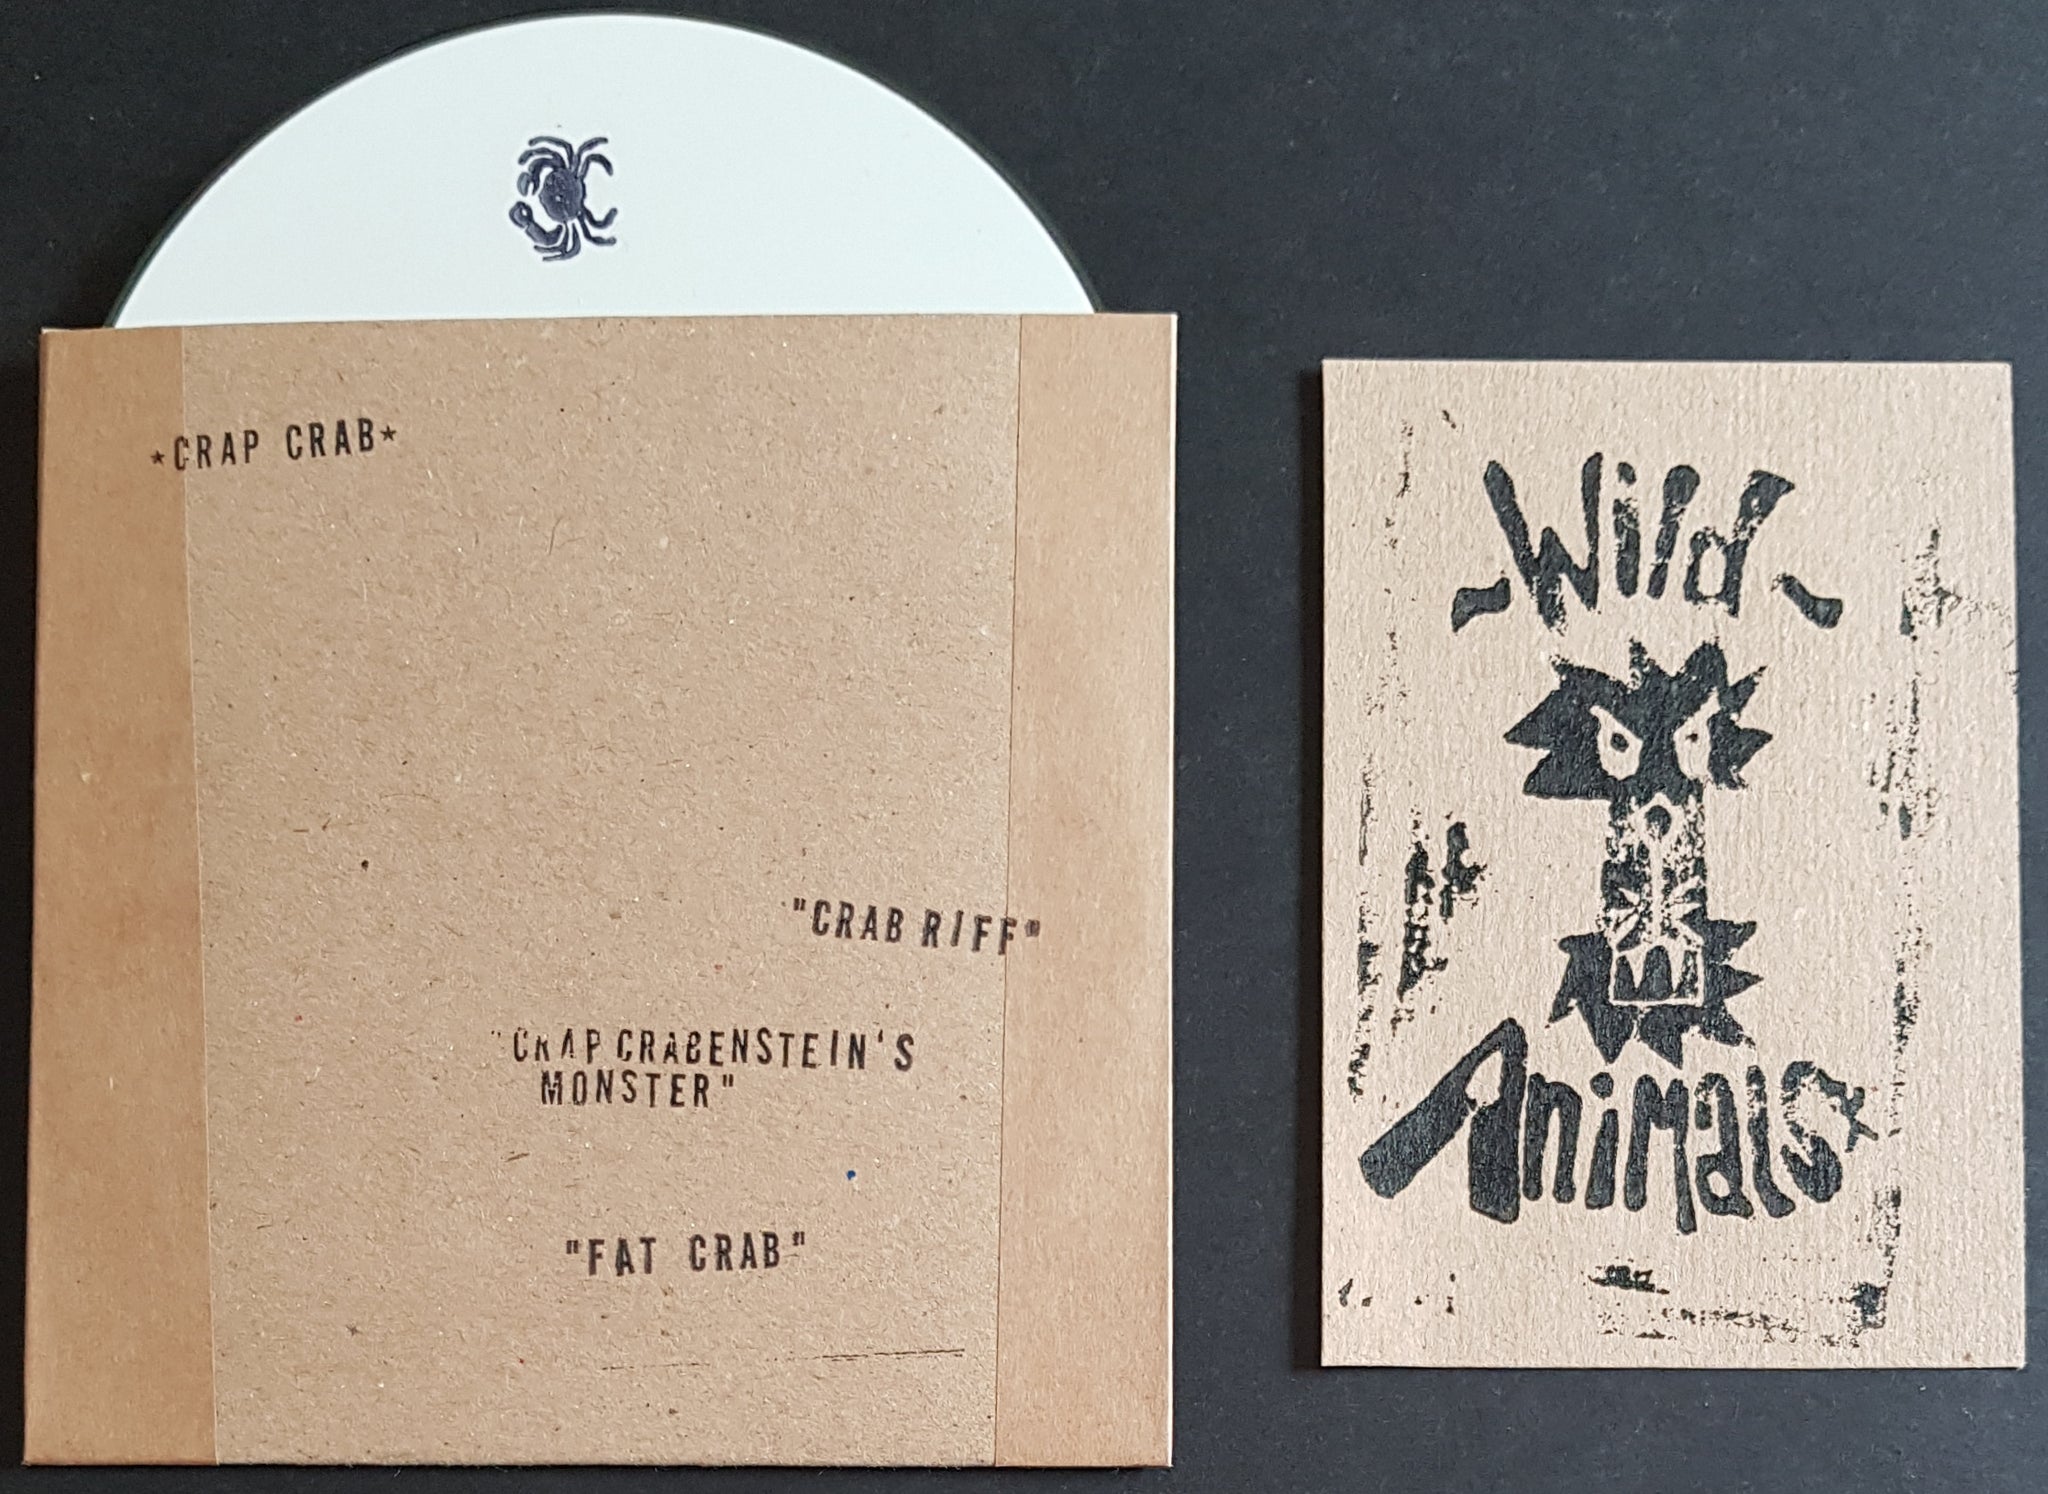 *CRAP CRAB*
"CRAB RIFF"
"CRAP CRABENSTEIN'S
MONSTER"
"FAT CRAB"
Wild
Animals